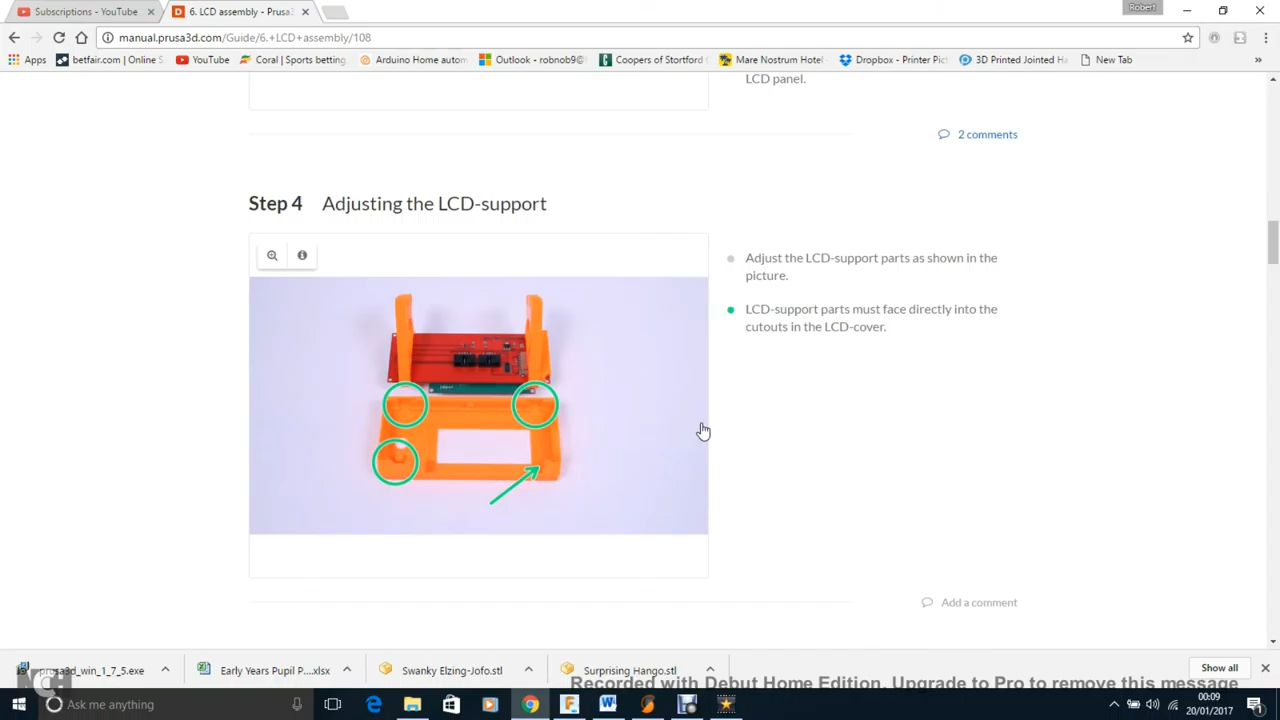 Subscriptions - YouTube
6. LCD assembly - Prusa3
Robert
manual.prusa3d.com/Guide/6.+LCD+assembly/108
Apps
betfair.com | Online S
YouTube
Coral | Sports betting
Arduino Home autom
Outlook - robnob9@
Coopers of Stortford
Mare Nostrum Hotel -
Dropbox - Printer Pict
3D Printed Jointed Ha
New Tab
LCD panel.
2 comments
Step 4 Adjusting the LCD-support
Adjust the LCD-support parts as shown in the
picture.
LCD-support parts must face directly into the
cutouts in the LCD-cover.
Add a comment
prusa3d_win_1_7_5.exe
Early Years Pupil P....xlsx
Swanky Elzing-Jofo.stl
Surprising Hango.stl
Show all
Recorded with Debut Home Edition. Upgrade to Pro to remove this message
Ask me anything
00:09
20/01/2017